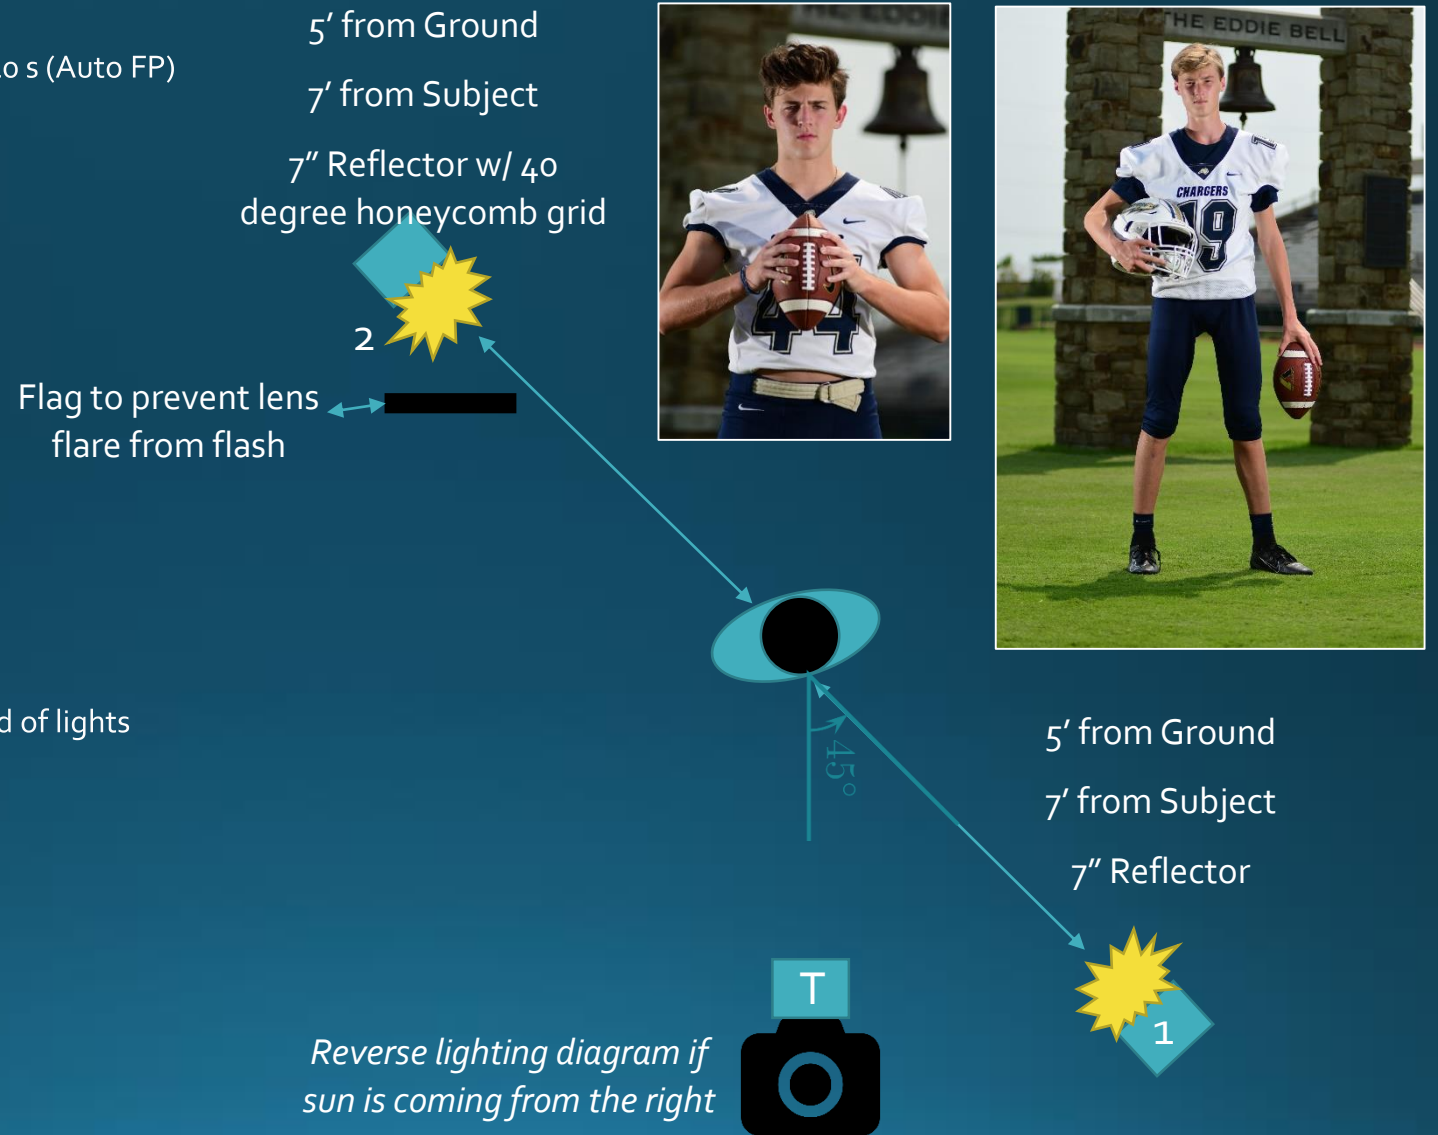 s (Auto FP)
5′ from Ground
7′ from Subject
7″ Reflector w/ 40
degree honeycomb grid
2
Flag to prevent lens
flare from flash
THE EDDIE BELL
CHARGERS
19
44
of lights
45°
5′ from Ground
7′ from Subject
7″ Reflector
T
1
Reverse lighting diagram if
sun is coming from the right